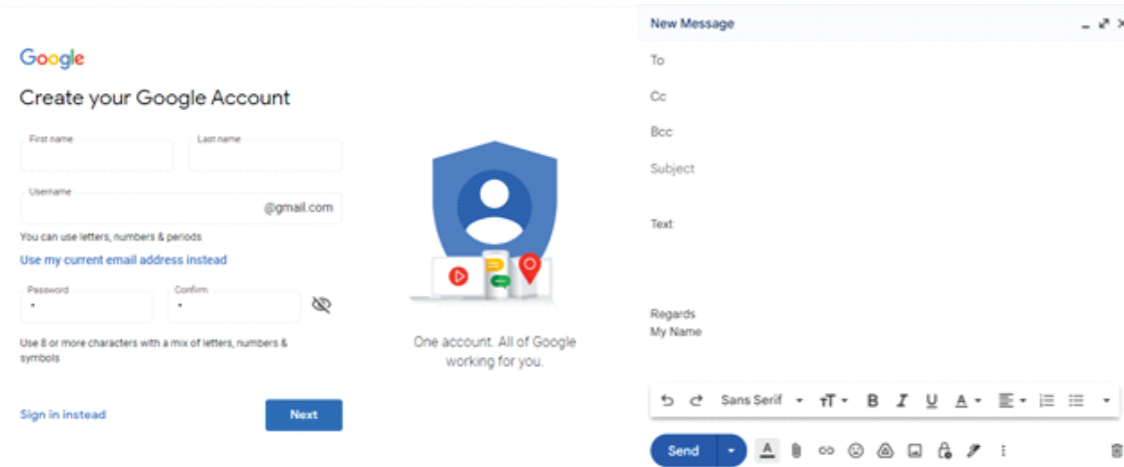 Google
Create your Google Account
First name
Last name
Username
@gmail.com
You can use letters, numbers & periods
Use my current email address instead
Password
Confirm
Use 8 or more characters with a mix of letters, numbers &
symbols
Sign in instead
Next
One account. All of Google
working for you.
New Message
To
Cc
Bcc
Subject
Text
Regards
My Name
Sans Serif
B I U A
Send
A